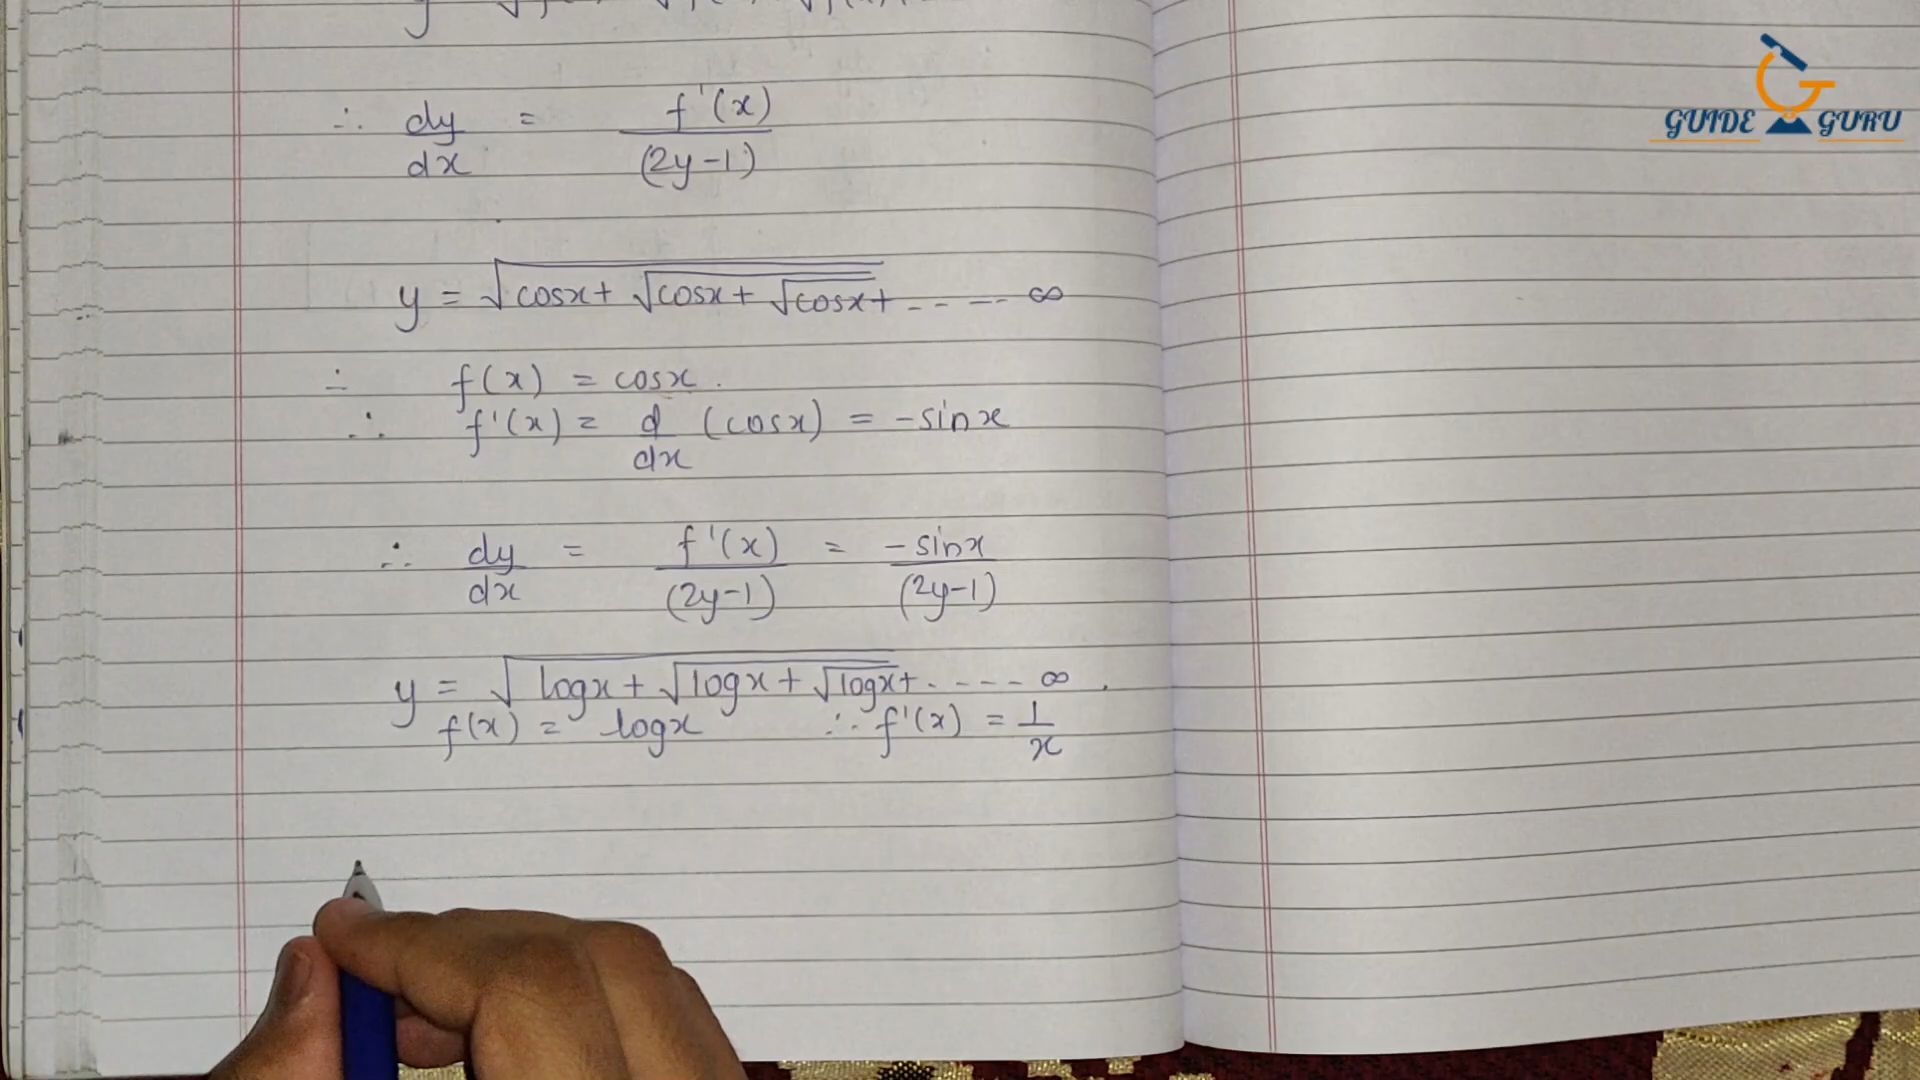 ∴ dy/dx = f'(x)/(2y-1)
GUIDE GURU
y = √cosx + √cosx + √cosx + - - - - ∞
∴ f(x) = cosx.
∴ f'(x) = d/dx (cosx) = -sinx
∴ dy/dx = f'(x)/(2y-1) = -sinx/(2y-1)
y = √logx + √logx + √logx + . - - - - ∞ .
f(x) = logx ∴ f'(x) = 1/x